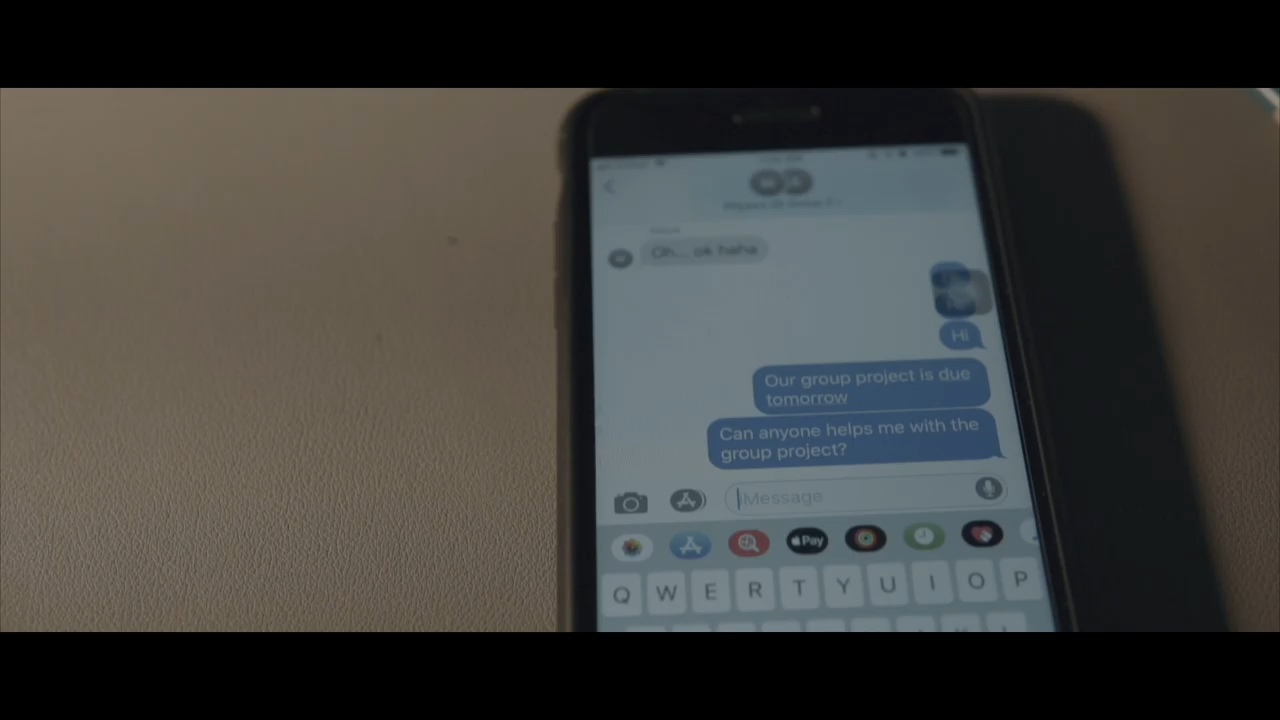 Oh... ok haha
Hi
Our group project is due
tomorrow
Can anyone helps me with the
group project?
Message
Pay
Q W E R T Y U I O P